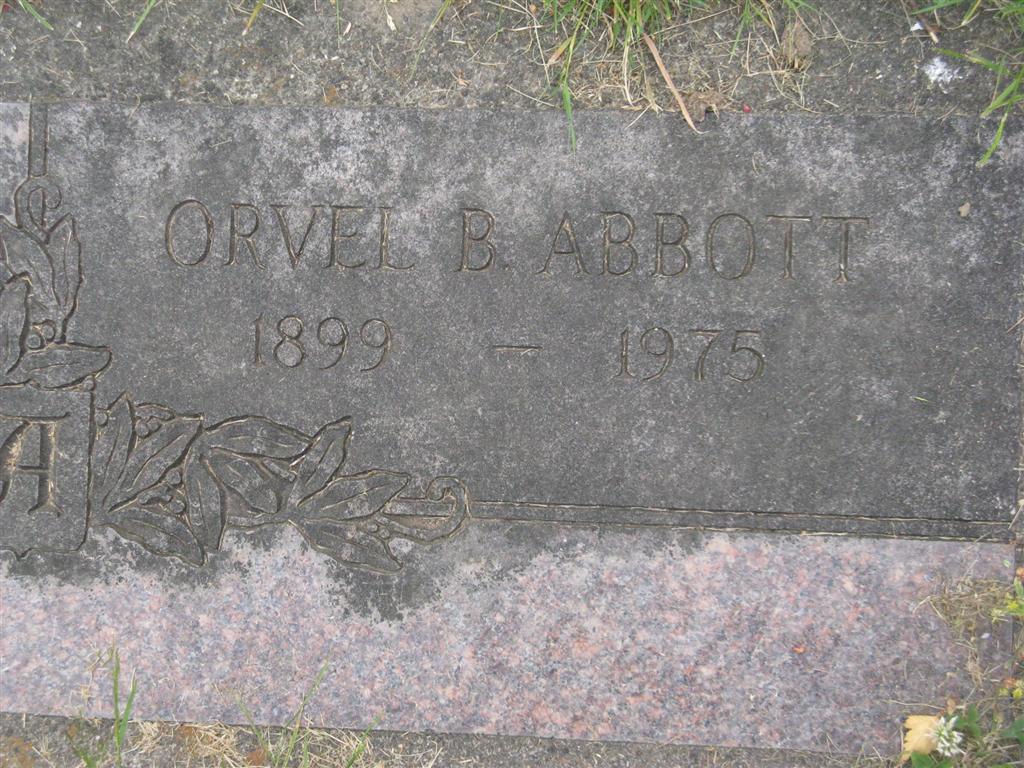 ORVEL B. ABBOTT
1899 – 1975
A